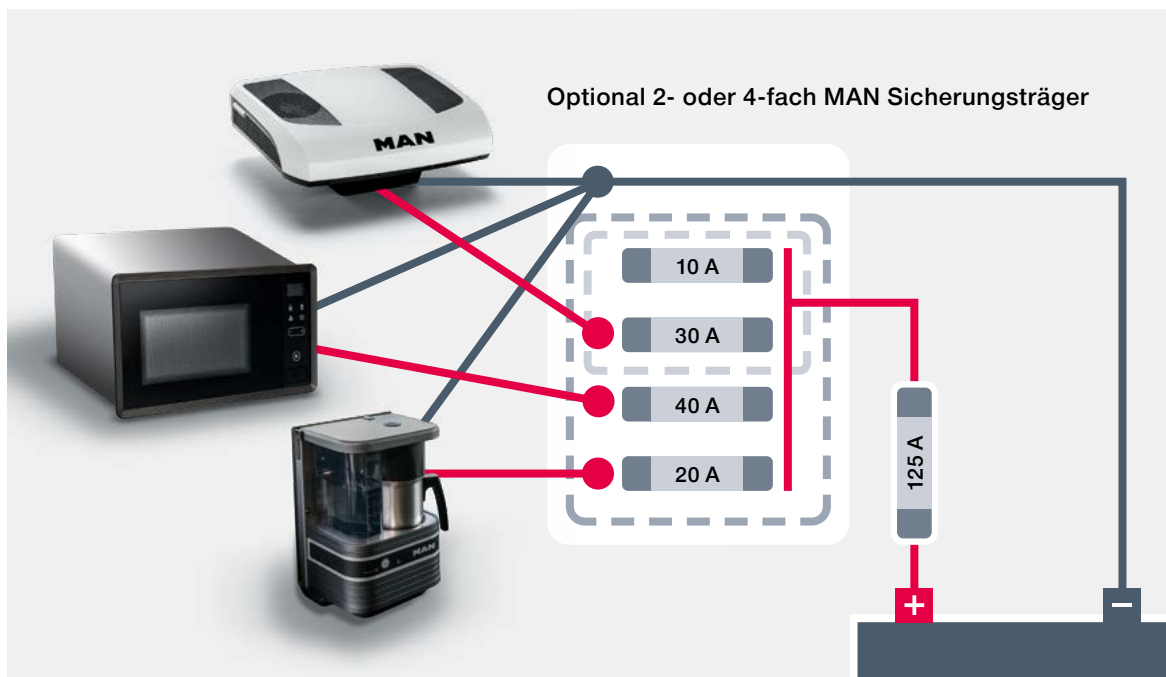 Optional 2- oder 4-fach MAN Sicherungsträger
MAN
10 A
30 A
40 A
20 A
125 A
MAN
+
−